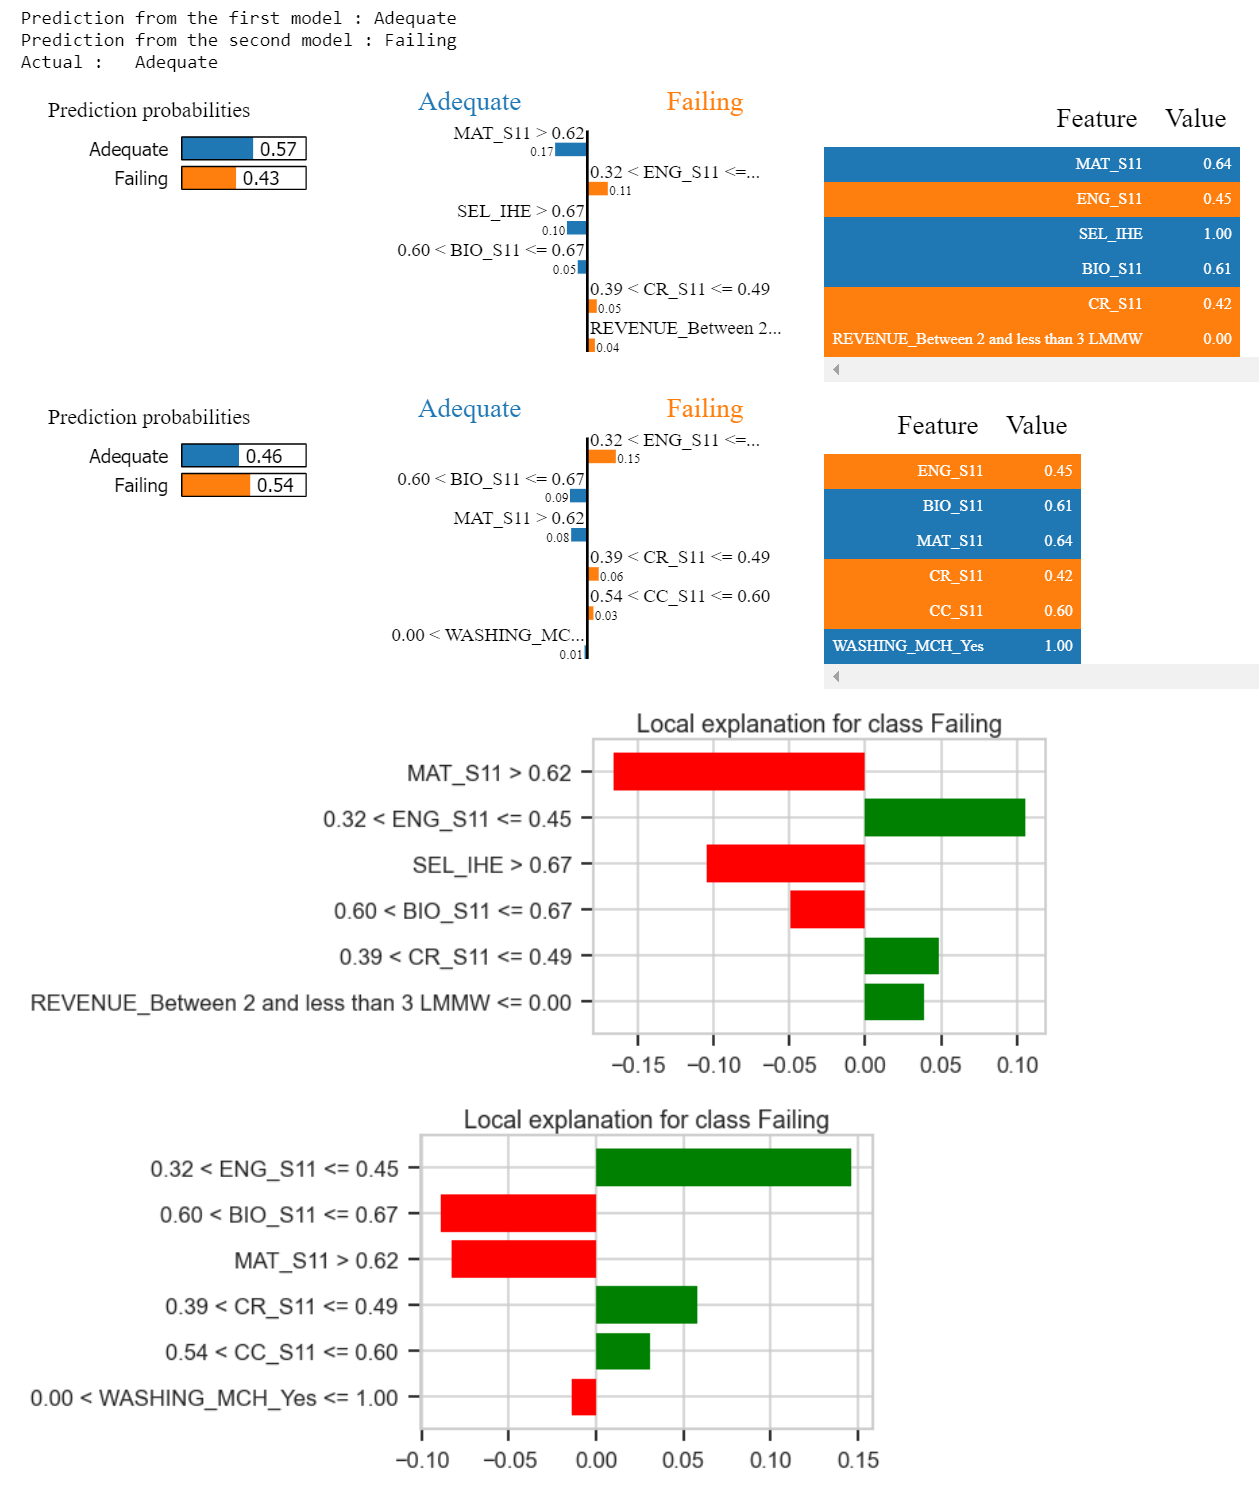 Prediction from the first model : Adequate
Prediction from the second model : Failing
Actual :   Adequate
Prediction probabilities
Adequate 0.57
Failing 0.43
Adequate Failing
MAT_S11 > 0.62
0.17
0.32 < ENG_S11 <=...
0.11
SEL_IHE > 0.67
0.10
0.60 < BIO_S11 <= 0.67
0.05
0.39 < CR_S11 <= 0.49
0.05
REVENUE_Between 2...
0.04
Feature Value
MAT_S11 0.64
ENG_S11 0.45
SEL_IHE 1.00
BIO_S11 0.61
CR_S11 0.42
REVENUE_Between 2 and less than 3 LMMW 0.00
Prediction probabilities
Adequate 0.46
Failing 0.54
Adequate Failing
0.32 < ENG_S11 <=...
0.15
0.60 < BIO_S11 <= 0.67
0.09
MAT_S11 > 0.62
0.08
0.39 < CR_S11 <= 0.49
0.06
0.54 < CC_S11 <= 0.60
0.03
0.00 < WASHING_MC...
0.01
Feature Value
ENG_S11 0.45
BIO_S11 0.61
MAT_S11 0.64
CR_S11 0.42
CC_S11 0.60
WASHING_MCH_Yes 1.00
Local explanation for class Failing
MAT_S11 > 0.62
0.32 < ENG_S11 <= 0.45
SEL_IHE > 0.67
0.60 < BIO_S11 <= 0.67
0.39 < CR_S11 <= 0.49
REVENUE_Between 2 and less than 3 LMMW <= 0.00
−0.15 −0.10 −0.05 0.00 0.05 0.10
Local explanation for class Failing
0.32 < ENG_S11 <= 0.45
0.60 < BIO_S11 <= 0.67
MAT_S11 > 0.62
0.39 < CR_S11 <= 0.49
0.54 < CC_S11 <= 0.60
0.00 < WASHING_MCH_Yes <= 1.00
−0.10 −0.05 0.00 0.05 0.10 0.15